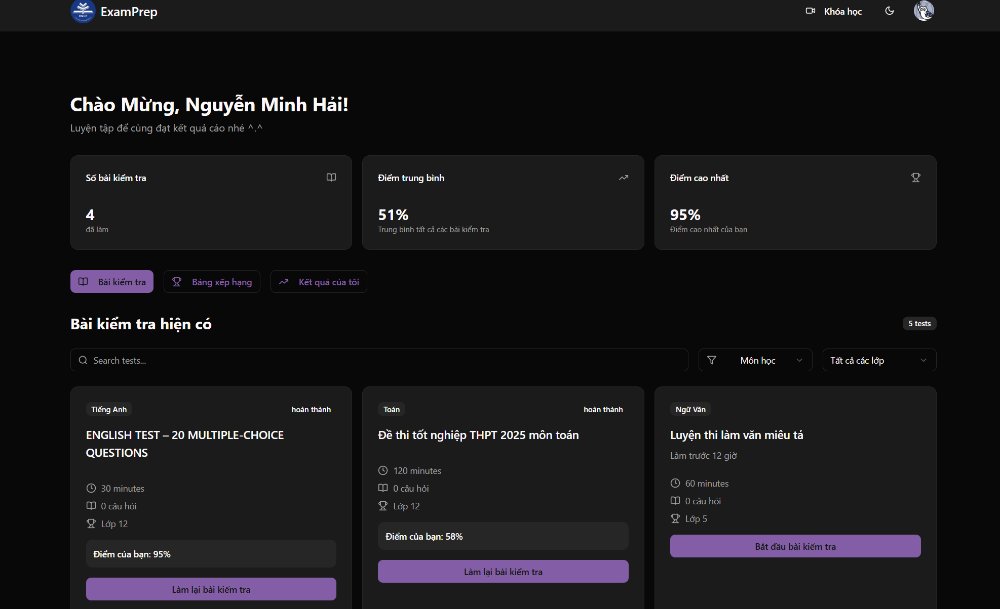 HNUE
ExamPrep
Khóa học
Chào Mừng, Nguyễn Minh Hải!
Luyện tập để cùng đạt kết quả cáo nhé ^.^
Số bài kiểm tra
4
đã làm
Điểm trung bình
51%
Trung bình tất cả các bài kiểm tra
Điểm cao nhất
95%
Điểm cao nhất của bạn
Bài kiểm tra
Bảng xếp hạng
Kết quả của tôi
Bài kiểm tra hiện có
5 tests
Search tests...
Môn học
Tất cả các lớp
Tiếng Anh
hoàn thành
ENGLISH TEST – 20 MULTIPLE-CHOICE
QUESTIONS
30 minutes
0 câu hỏi
Lớp 12
Điểm của bạn: 95%
Làm lại bài kiểm tra
Toán
hoàn thành
Đề thi tốt nghiệp THPT 2025 môn toán
120 minutes
0 câu hỏi
Lớp 12
Điểm của bạn: 58%
Làm lại bài kiểm tra
Ngữ Văn
Luyện thi làm văn miêu tả
Làm trước 12 giờ
60 minutes
0 câu hỏi
Lớp 5
Bắt đầu bài kiểm tra